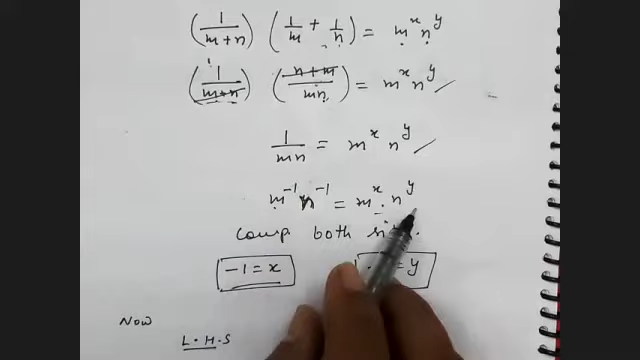 (1/(m+n)) (1/m + 1/n) = m^x n^y
(1/(m+n)) ((n+m)/mn) = m^x n^y
1/mn = m^x n^y
m^-1 n^-1 = m^x . n^y
comp both
-1 = x = y
Now
L.H.S